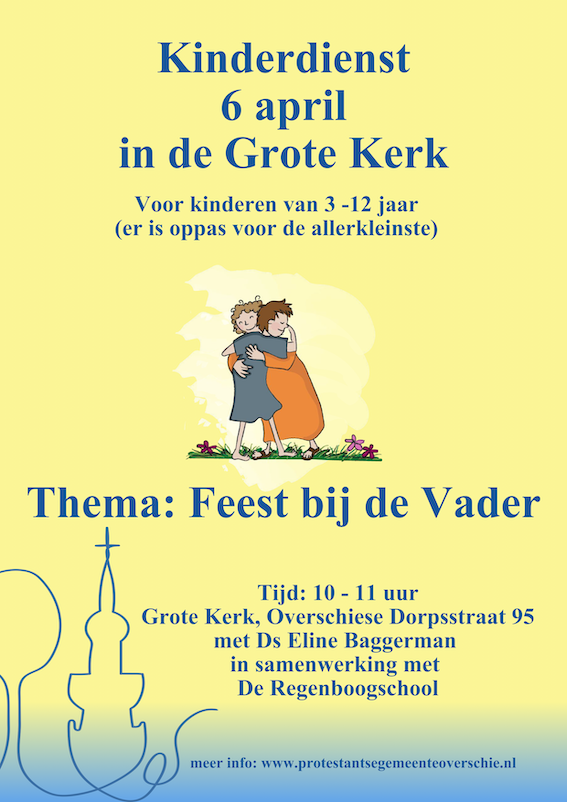 Kinderdienst
6 april
in de Grote Kerk
Voor kinderen van 3 -12 jaar
(er is oppas voor de allerkleinste)
Thema: Feest bij de Vader
Tijd: 10 - 11 uur
Grote Kerk, Overschiese Dorpsstraat 95
met Ds Eline Baggerman
in samenwerking met
De Regenboogschool
meer info: www.protestantsegemeenteoverschie.nl